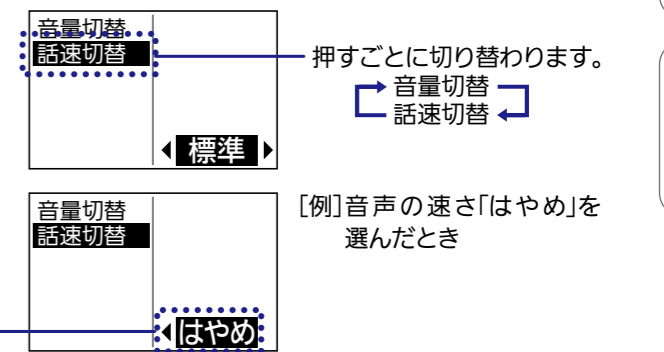 音量切替
話速切替
標準
押すごとに切り替わります。
音量切替
話速切替
音量切替
話速切替
はやめ
[例]音声の速さ「はやめ」を
選んだとき